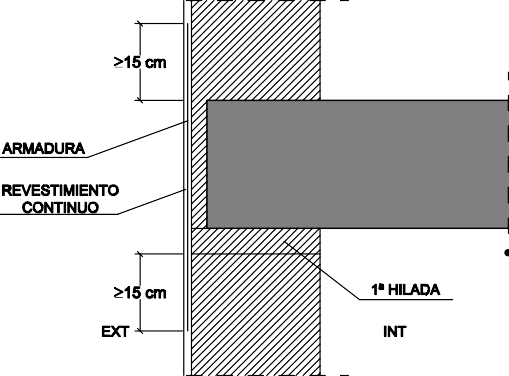 ≥15 cm
ARMADURA
REVESTIMIENTO
CONTINUO
1ª HILADA
≥15 cm
EXT
INT